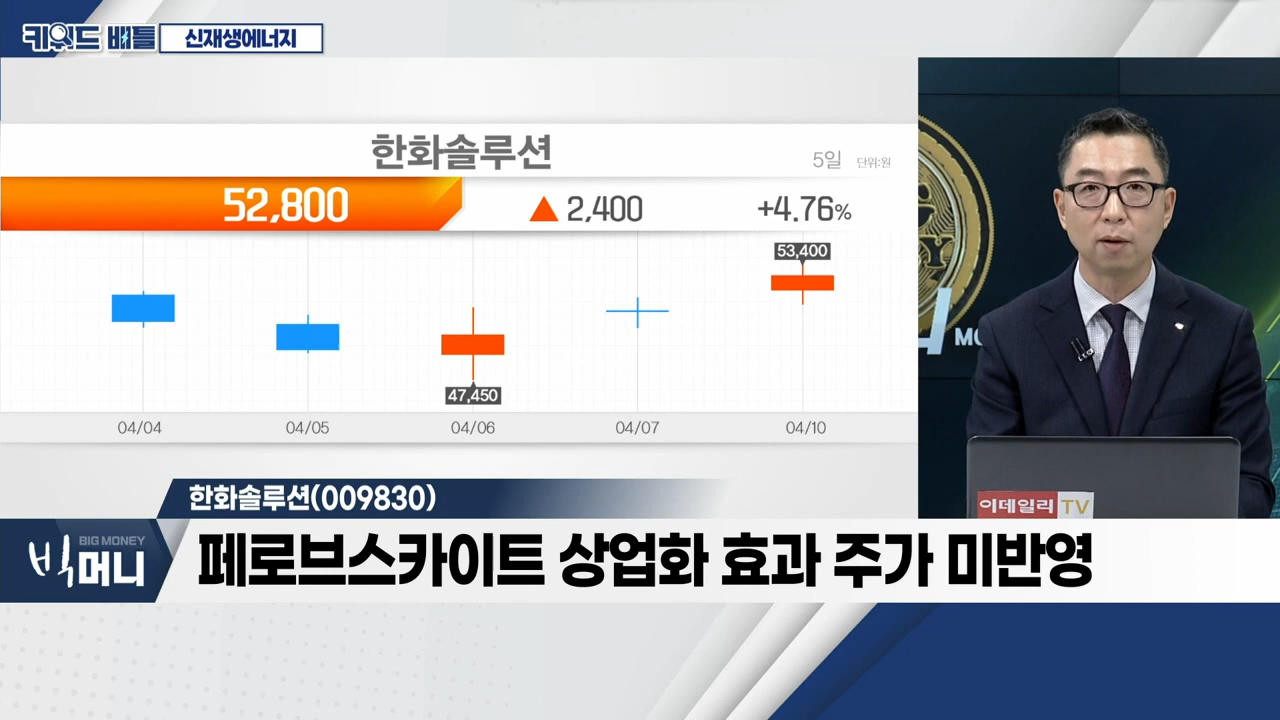 키워드 배틀 신재생에너지
한화솔루션
5일 단위:원
52,800 ▲ 2,400 +4.76%
53,400
47,450
04/04 04/05 04/06 04/07 04/10
한화솔루션(009830)
BIG MONEY
빅머니
페로브스카이트 상업화 효과 주가 미반영
이데일리 TV